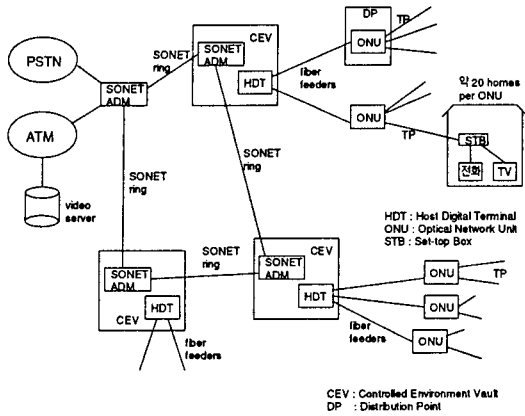 PSTN
ATM
video
server
SONET
ADM
SONET
ring
CEV
SONET
ADM
HDT
fiber
feeders
DP
ONU
TP
ONU
TP
약 20 homes
per ONU
STB
전화
TV
SONET
ring
SONET
ring
HDT : Host Digital Terminal
ONU : Optical Network Unit
STB : Set-top Box
SONET
ADM
HDT
CEV
fiber
feeders
SONET
ring
CEV
SONET
ADM
HDT
fiber
feeders
ONU
TP
ONU
ONU
CEV : Controlled Environment Vault
DP : Distribution Point